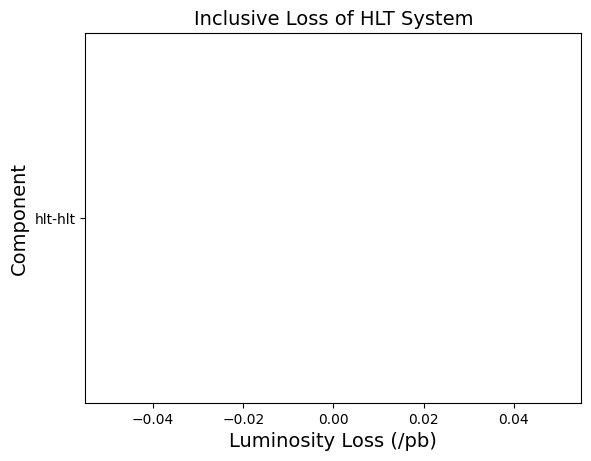 Inclusive Loss of HLT System
Component
hlt-hlt
−0.04 −0.02 0.00 0.02 0.04
Luminosity Loss (/pb)